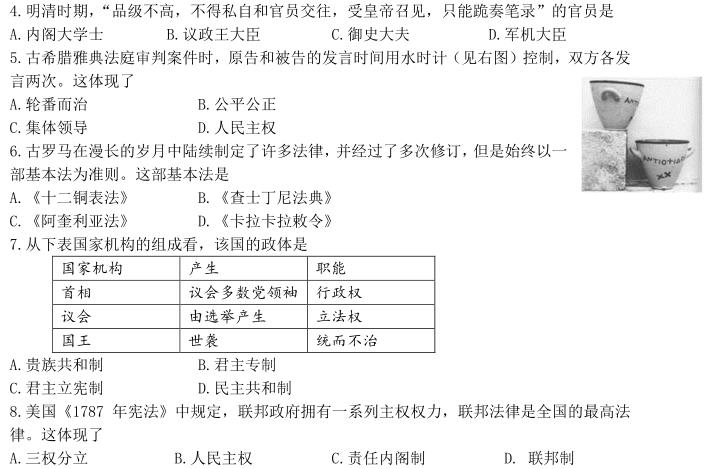 4.明清时期，“品级不高，不得私自和官员交往，受皇帝召见，只能跪奏笔录”的官员是
A.内阁大学士 B.议政王大臣 C.御史大夫 D.军机大臣
5.古希腊雅典法庭审判案件时，原告和被告的发言时间用水时计（见右图）控制，双方各发
言两次。这体现了
A.轮番而治 B.公平公正
C.集体领导 D.人民主权
ANTIOTIA
XX
6.古罗马在漫长的岁月中陆续制定了许多法律，并经过了多次修订，但是始终以一
部基本法为准则。这部基本法是
A.《十二铜表法》 B.《查士丁尼法典》
C.《阿奎利亚法》 D.《卡拉卡拉敕令》
7.从下表国家机构的组成看，该国的政体是
国家机构 产生 职能
首相 议会多数党领袖 行政权
议会 由选举产生 立法权
国王 世袭 统而不治
A.贵族共和制 B.君主专制
C.君主立宪制 D.民主共和制
8.美国《1787 年宪法》中规定，联邦政府拥有一系列主权权力，联邦法律是全国的最高法
律。这体现了
A.三权分立 B.人民主权 C.责任内阁制 D. 联邦制